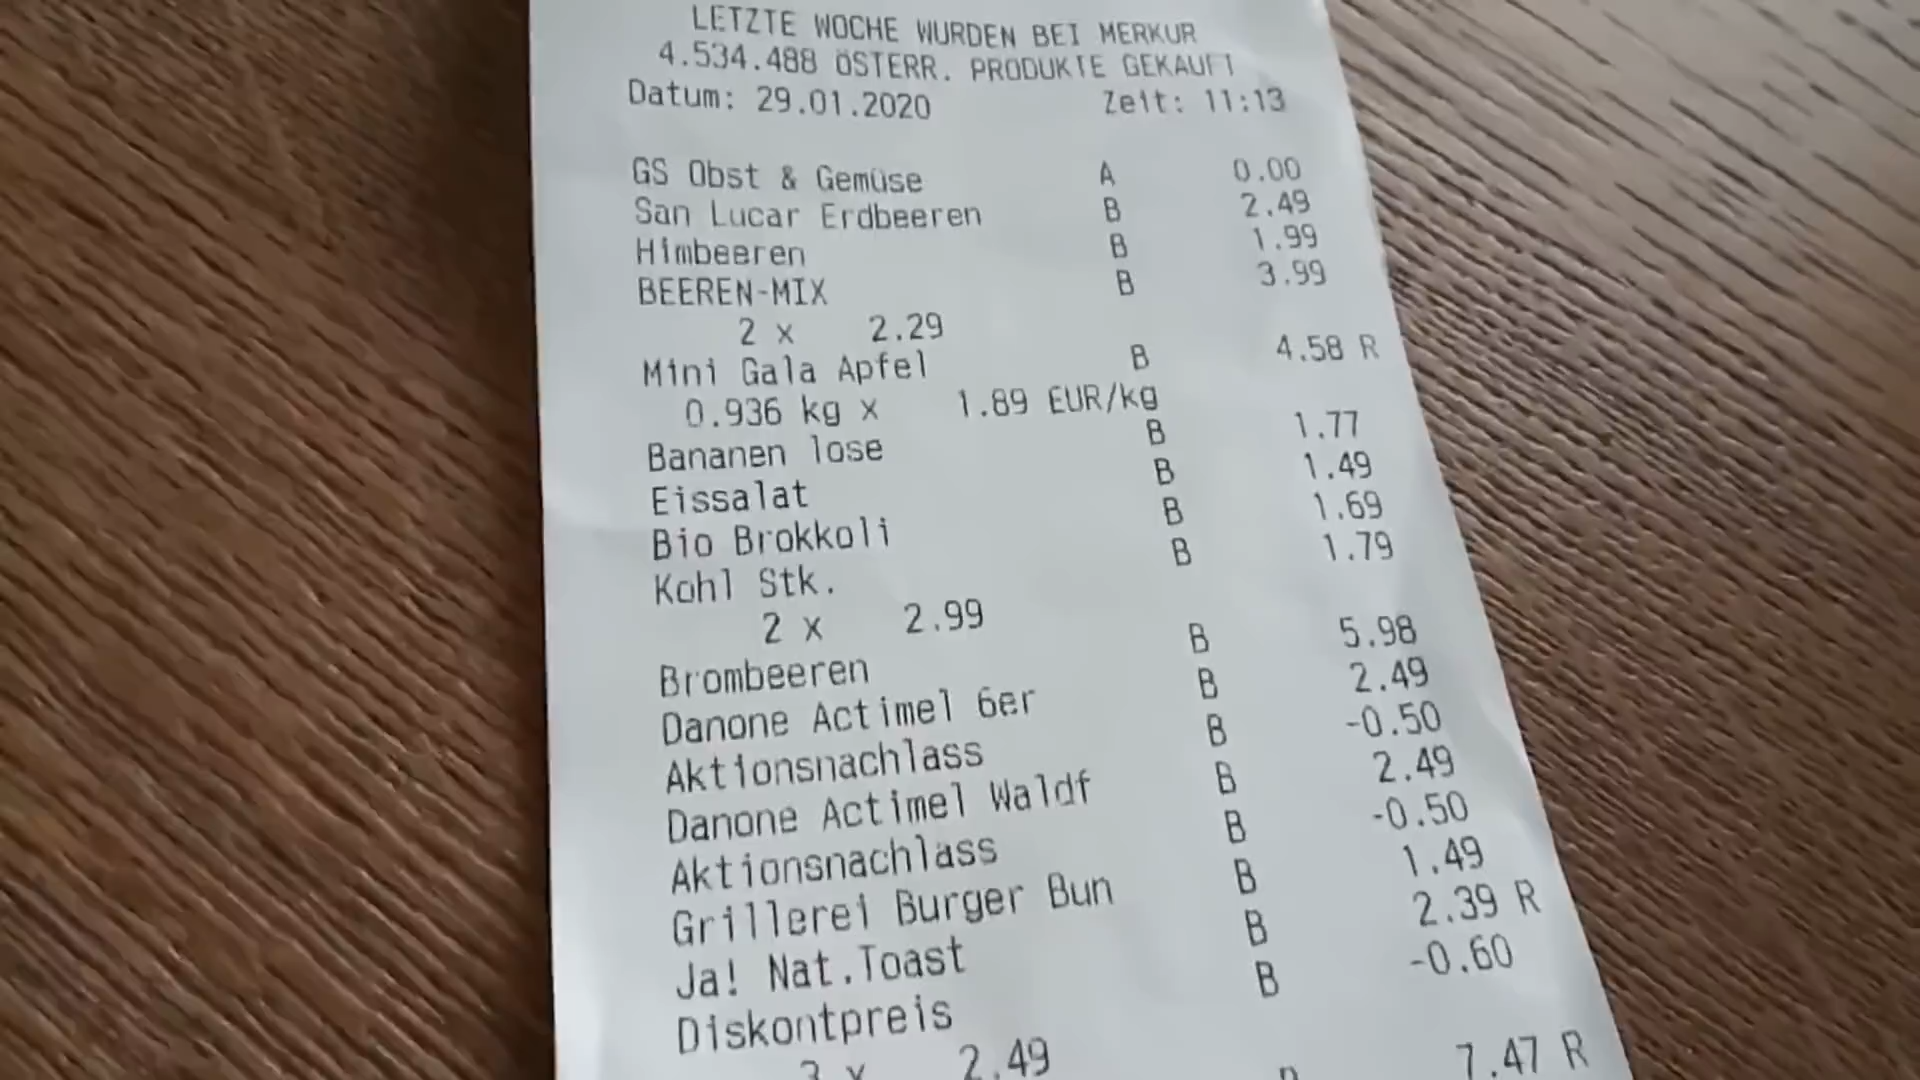 LETZTE WOCHE WURDEN BEI MERKUR
4.534.488 ÖSTERR. PRODUKTE GEKAUFT
Datum: 29.01.2020 Zeit: 11:13
GS Obst & Gemüse A 0.00
San Lucar Erdbeeren B 2.49
Himbeeren B 1.99
BEEREN-MIX B 3.99
2 x 2.29
Mini Gala Apfel B 4.58 R
0.936 kg x 1.89 EUR/kg
Bananen lose B 1.77
Eissalat B 1.49
Bio Brokkoli B 1.69
Kohl Stk. B 1.79
2 x 2.99
Brombeeren B 5.98
Danone Actimel 6er B 2.49
Aktionsnachlass B -0.50
Danone Actimel Waldf B 2.49
Aktionsnachlass B -0.50
Grillerei Burger Bun B 1.49
Ja! Nat.Toast B 2.39 R
Diskontpreis B -0.60
3 x 2.49
7.47 R